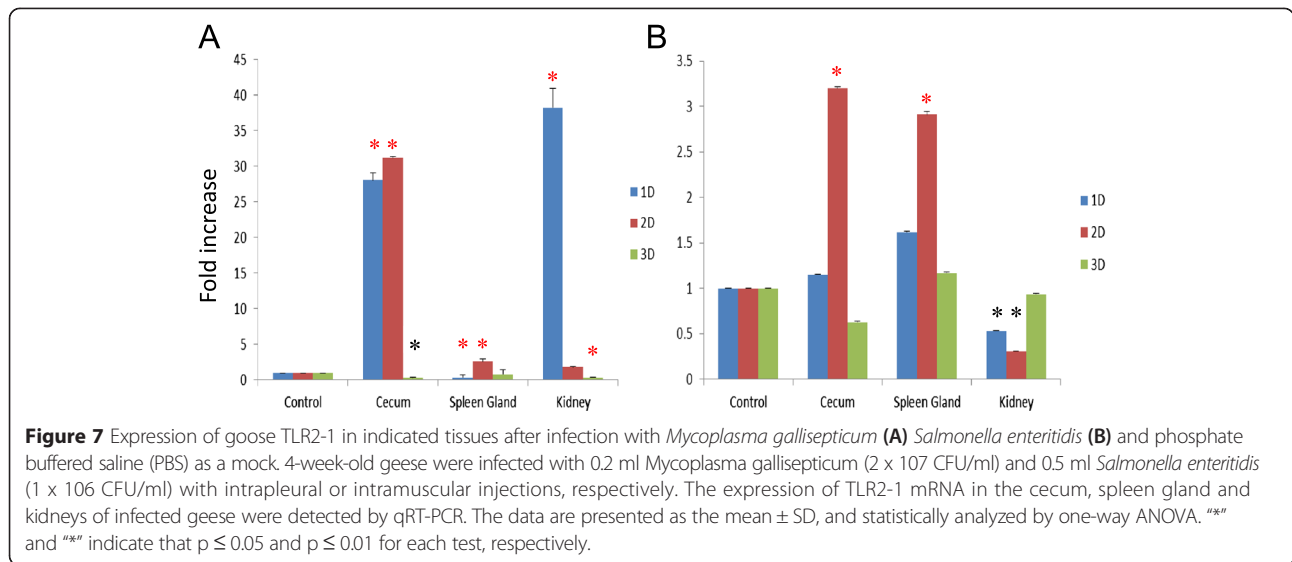 A
B
45
40
35
30
25
20
15
10
5
0
Fold increase
* *
*
* *
*
*
1D
2D
3D
Control Cecum Spleen Gland Kidney
3.5
3
2.5
2
1.5
1
0.5
0
*
*
* *
1D
2D
3D
Control Cecum Spleen Gland Kidney
Figure 7 Expression of goose TLR2-1 in indicated tissues after infection with Mycoplasma gallisepticum (A) Salmonella enteritidis (B) and phosphate
buffered saline (PBS) as a mock. 4-week-old geese were infected with 0.2 ml Mycoplasma gallisepticum (2 x 107 CFU/ml) and 0.5 ml Salmonella enteritidis
(1 x 106 CFU/ml) with intrapleural or intramuscular injections, respectively. The expression of TLR2-1 mRNA in the cecum, spleen gland and
kidneys of infected geese were detected by qRT-PCR. The data are presented as the mean ± SD, and statistically analyzed by one-way ANOVA. “*”
and “*” indicate that p ≤ 0.05 and p ≤ 0.01 for each test, respectively.